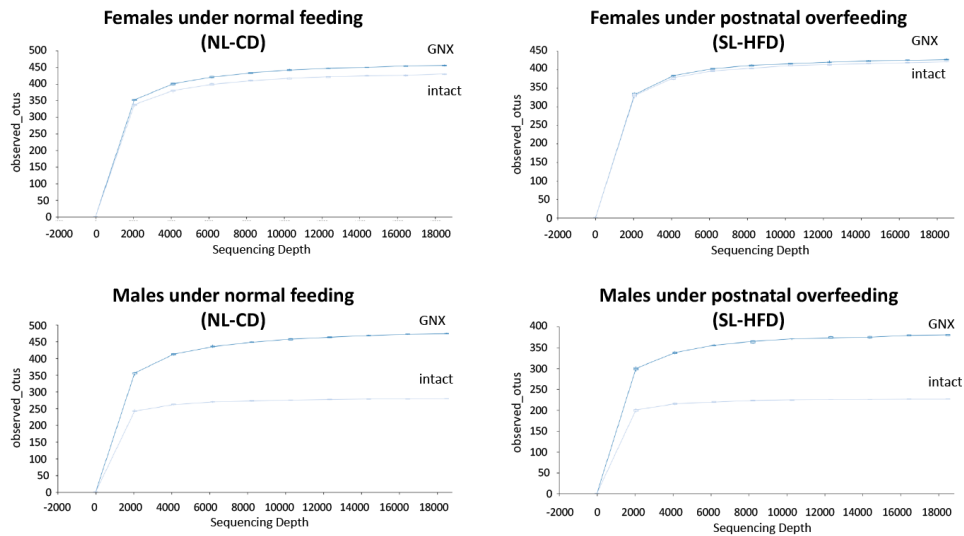 Females under normal feeding
(NL-CD)
GNX
intact
500
450
400
350
300
250
200
150
100
50
0
observed_otus
-2000 0 2000 4000 6000 8000 10000 12000 14000 16000 18000
Sequencing Depth
Females under postnatal overfeeding
(SL-HFD)
GNX
intact
450
400
350
300
250
200
150
100
50
0
observed_otus
-2000 0 2000 4000 6000 8000 10000 12000 14000 16000 18000
Sequencing Depth
Males under normal feeding
(NL-CD)
GNX
intact
500
450
400
350
300
250
200
150
100
50
0
observed_otus
-2000 0 2000 4000 6000 8000 10000 12000 14000 16000 18000
Sequencing Depth
Males under postnatal overfeeding
(SL-HFD)
GNX
intact
400
350
300
250
200
150
100
50
0
observed_otus
-2000 0 2000 4000 6000 8000 10000 12000 14000 16000 18000
Sequencing Depth